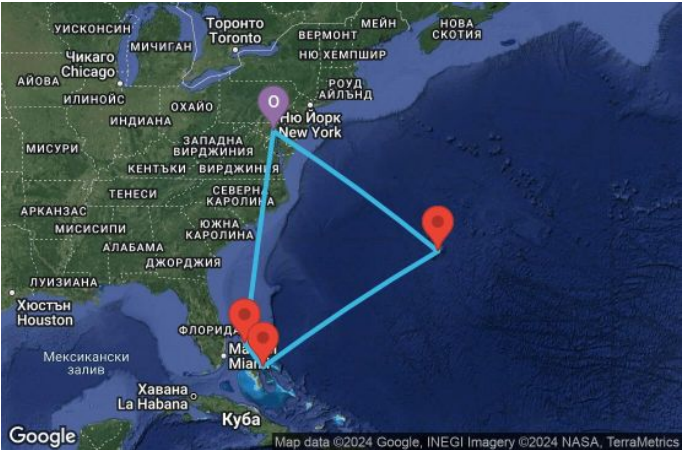 УИСКОНСИН
МИЧИГАН
Торонто
Toronto
ВЕРМОНТ
МЕЙН
НОВА
СКОТИЯ
НЮ ХЕМПШИР
Чикаго
Chicago
АЙОВА
ИЛИНОЙС
ОХАЙО
РОУД
АЙЛЪНД
О
Ню Йорк
New York
ИНДИАНА
МИСУРИ
ЗАПАДНА
ВИРДЖИНИЯ
КЕНТЪКИ
ВИРДЖИНИЯ
ТЕНЕСИ
СЕВЕРНА
КАРОЛИНА
АРКАНЗАС
МИСИСИПИ
ЮЖНА
КАРОЛИНА
АЛАБАМА
ДЖОРДЖИЯ
ЛУИЗИАНА
Хюстън
Houston
ФЛОРИДА
Мексикански
залив
Miami
Хавана
La Habana
Куба
Google
Map data ©2024 Google, INEGI Imagery ©2024 NASA, TerraMetrics